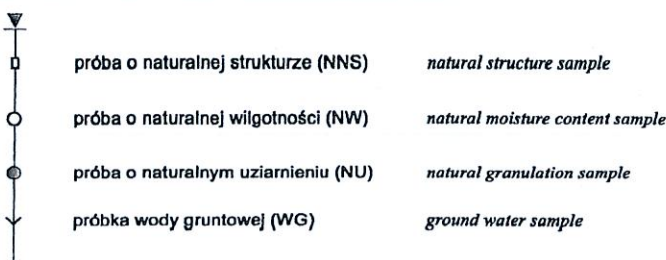 próba o naturalnej strukturze (NNS) natural structure sample
próba o naturalnej wilgotności (NW) natural moisture content sample
próba o naturalnym uziarnieniu (NU) natural granulation sample
próbka wody gruntowej (WG) ground water sample